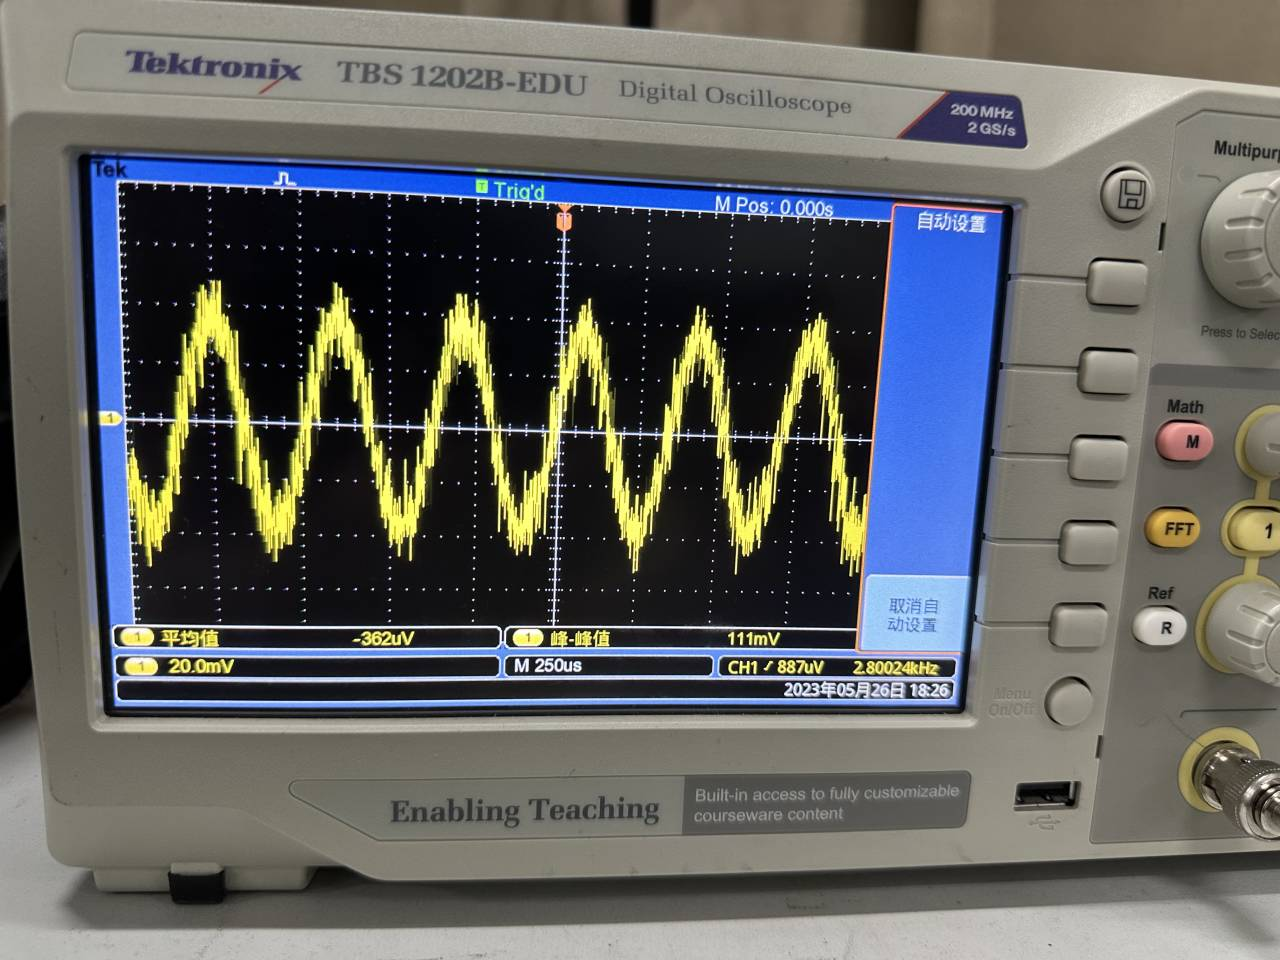 Tektronix TBS 1202B-EDU Digital Oscilloscope
200 MHz
2 GS/s
Tek
T Trig'd
M Pos: 0.000s
自动设置
1
取消自
动设置
1 平均值 -362uV
1 峰-峰值 111mV
1 20.0mV
M 250us
CH1 887uV 2.80024kHz
2023年05月26日 18:26
Press to Selec
Math
M
FFT
1
Ref
R
Menu
On/Off
Enabling Teaching
Built-in access to fully customizable
courseware content